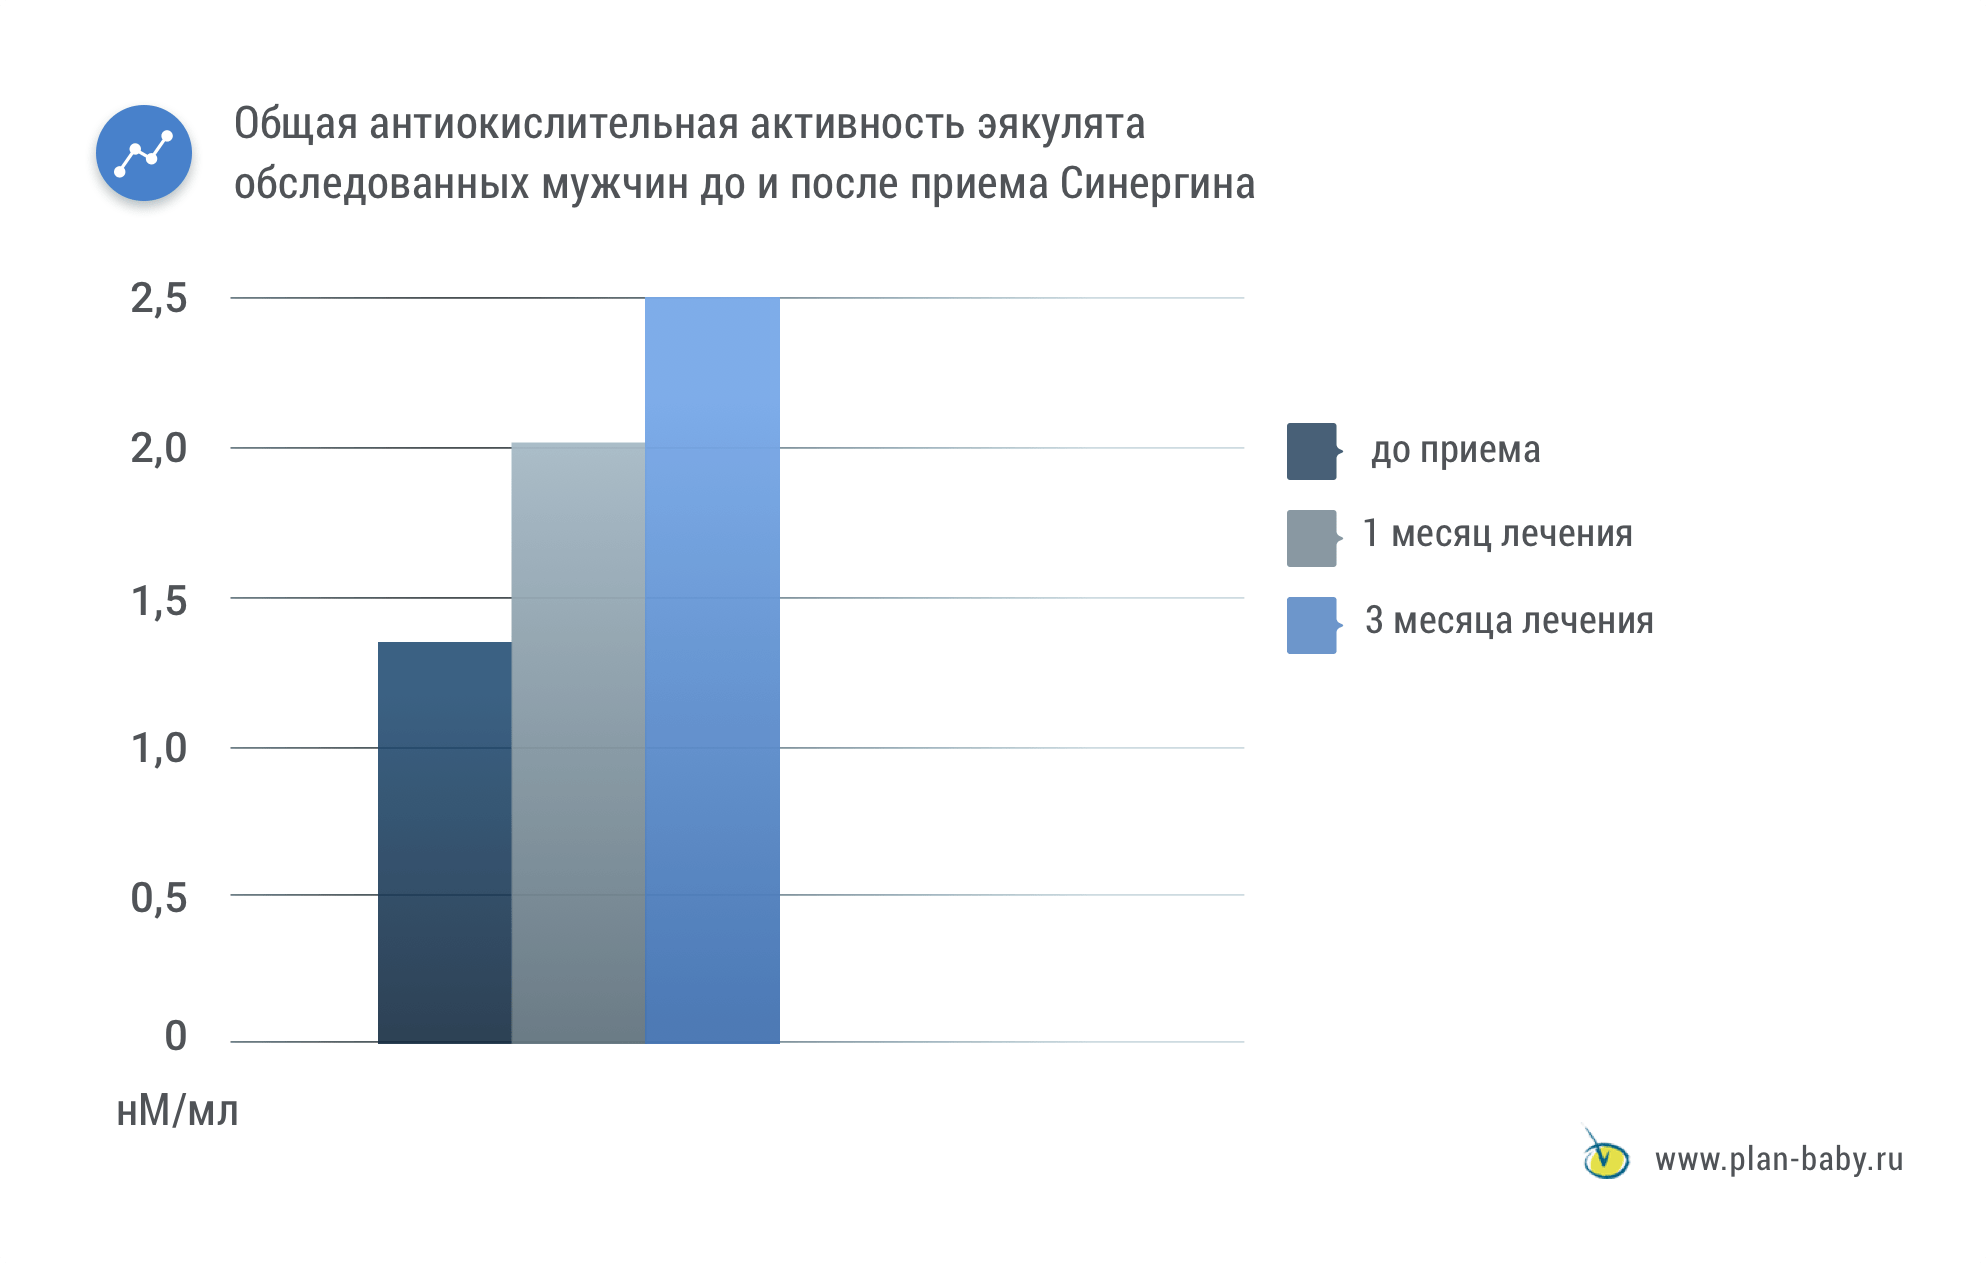 Общая антиокислительная активность эякулята
обследованных мужчин до и после приема Синергина
2,5
2,0
1,5
1,0
0,5
0
нМ/мл
до приема
1 месяц лечения
3 месяца лечения
www.plan-baby.ru